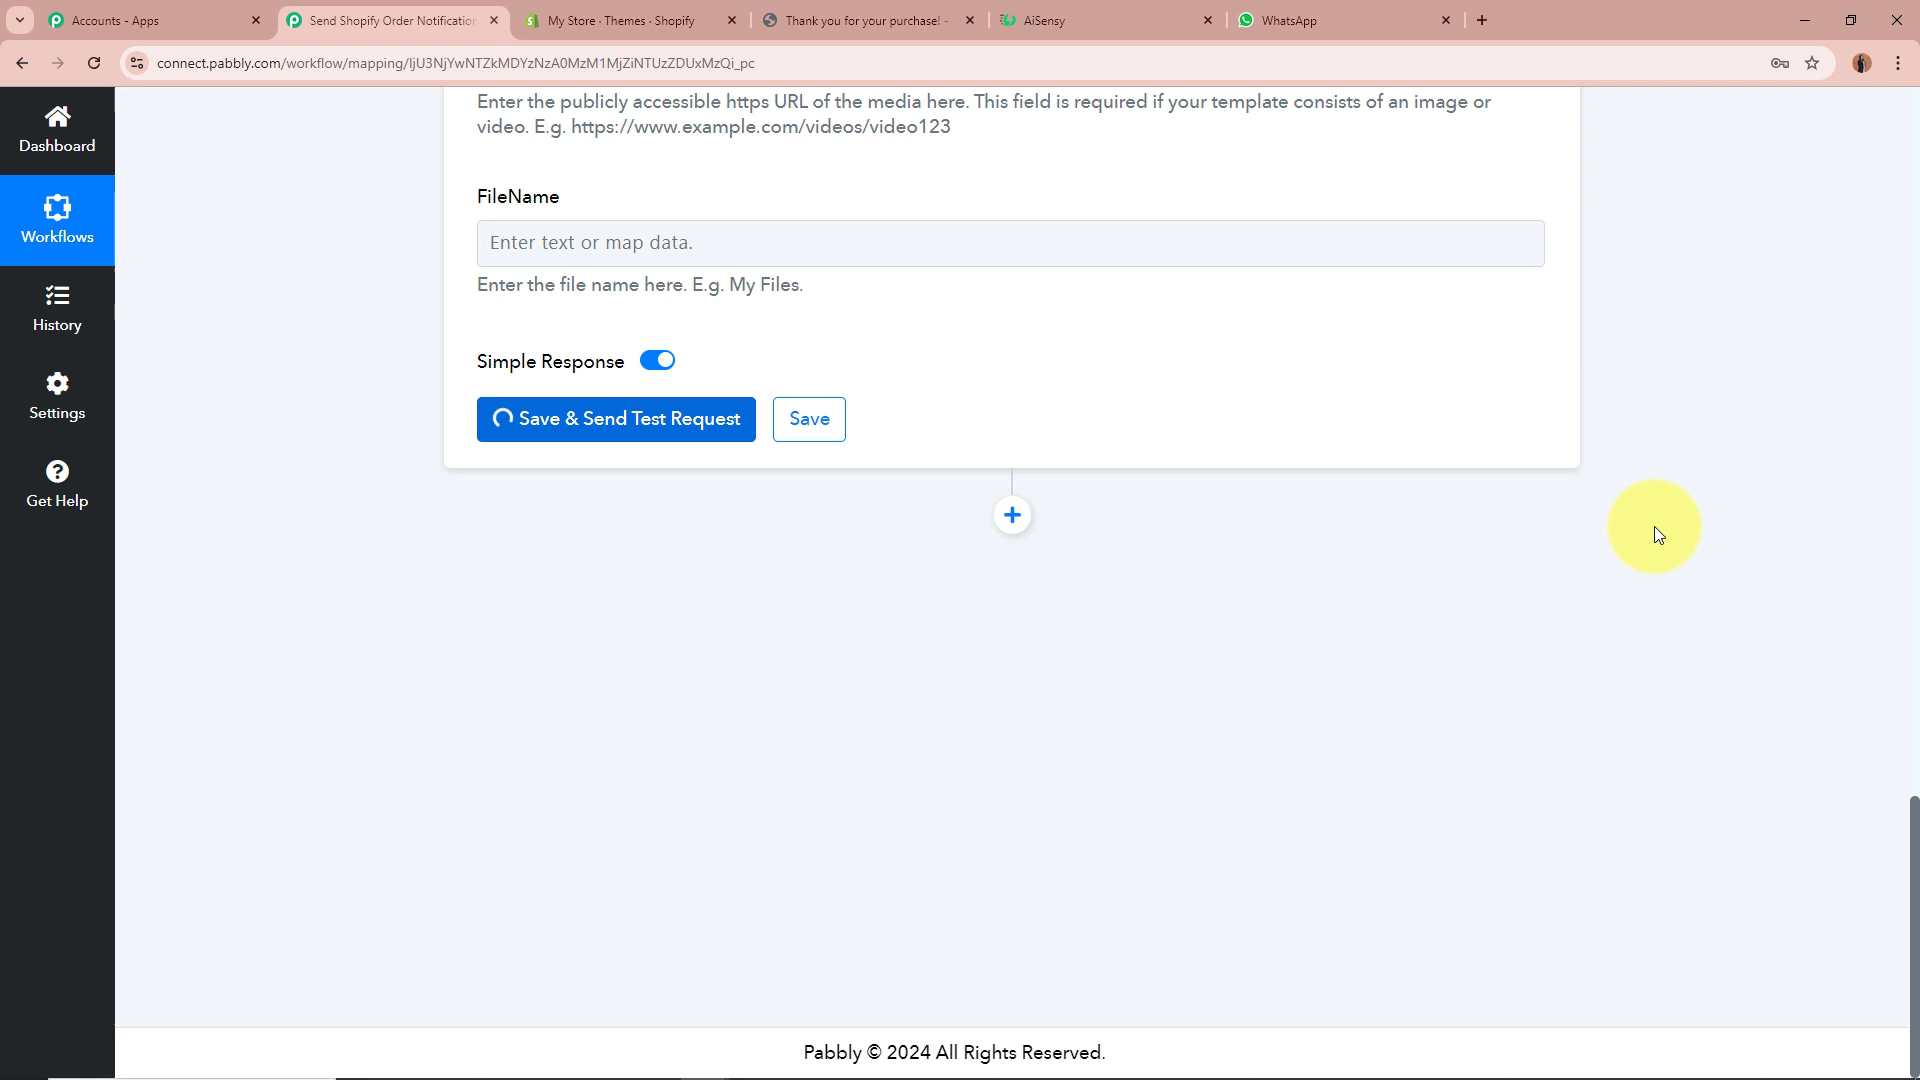 Accounts - Apps
Send Shopify Order Notification
My Store · Themes · Shopify
Thank you for your purchase! -
AiSensy
WhatsApp
connect.pabbly.com/workflow/mapping/IjU3NjYwNTZkMDYzNzA0MzM1MjZiNTUzZDUxMzQi_pc
Dashboard
Workflows
History
Settings
Get Help
Enter the publicly accessible https URL of the media here. This field is required if your template consists of an image or
video. E.g. https://www.example.com/videos/video123
FileName
Enter text or map data.
Enter the file name here. E.g. My Files.
Simple Response
Save & Send Test Request
Save
Pabbly © 2024 All Rights Reserved.